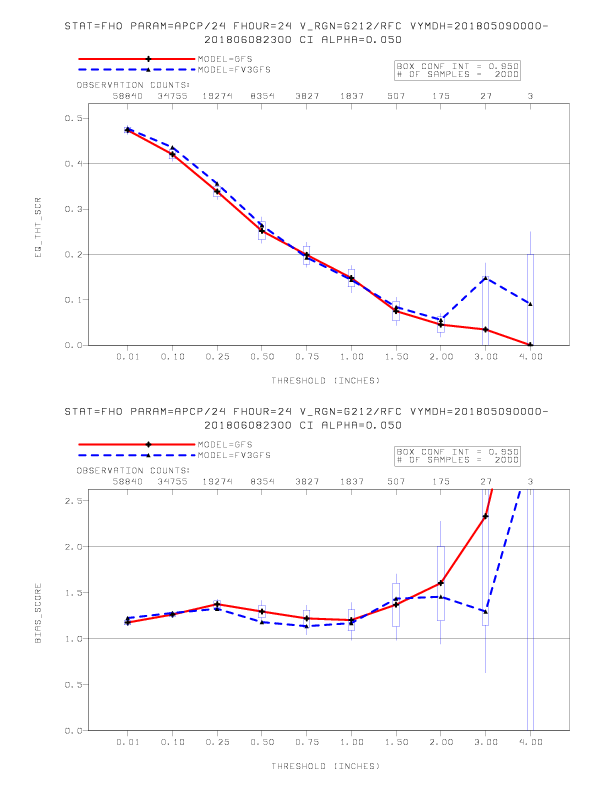 STAT=FHO PARAM=APCP/24 FHOUR=24 V_RGN=G212/RFC VYMDH=201805090000-
201806082300 CI ALPHA=0.050
MODEL=GFS
MODEL=FV3GFS
BOX CONF INT = 0.950
# OF SAMPLES = 2000
OBSERVATION COUNTS:
58840 34755 19274 8354 3827 1837 507 175 27 3
0.5
0.4
0.3
0.2
0.1
0.0
EQ_THT_SCR
0.01 0.10 0.25 0.50 0.75 1.00 1.50 2.00 3.00 4.00
THRESHOLD (INCHES)
STAT=FHO PARAM=APCP/24 FHOUR=24 V_RGN=G212/RFC VYMDH=201805090000-
201806082300 CI ALPHA=0.050
MODEL=GFS
MODEL=FV3GFS
BOX CONF INT = 0.950
# OF SAMPLES = 2000
OBSERVATION COUNTS:
58840 34755 19274 8354 3827 1837 507 175 27 3
2.5
2.0
1.5
1.0
0.5
0.0
BIAS_SCORE
0.01 0.10 0.25 0.50 0.75 1.00 1.50 2.00 3.00 4.00
THRESHOLD (INCHES)